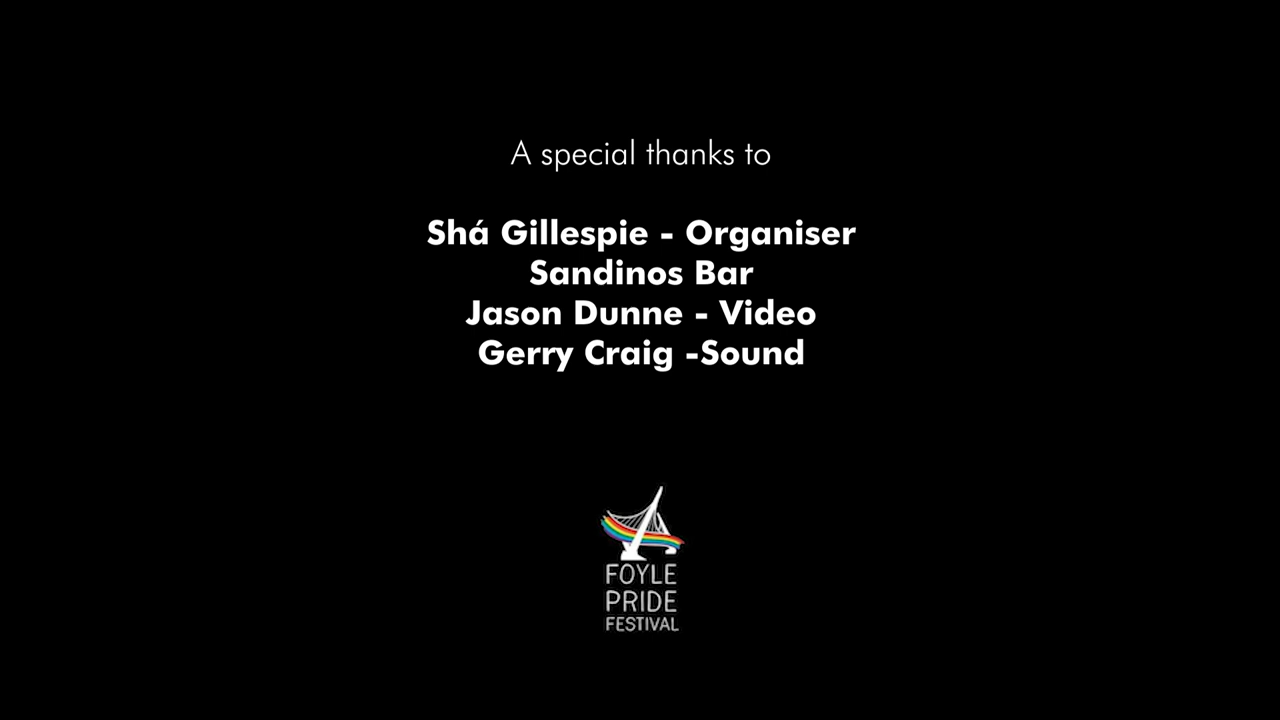 A special thanks to
Shá Gillespie - Organiser
Sandinos Bar
Jason Dunne - Video
Gerry Craig -Sound
FOYLE
PRIDE
FESTIVAL